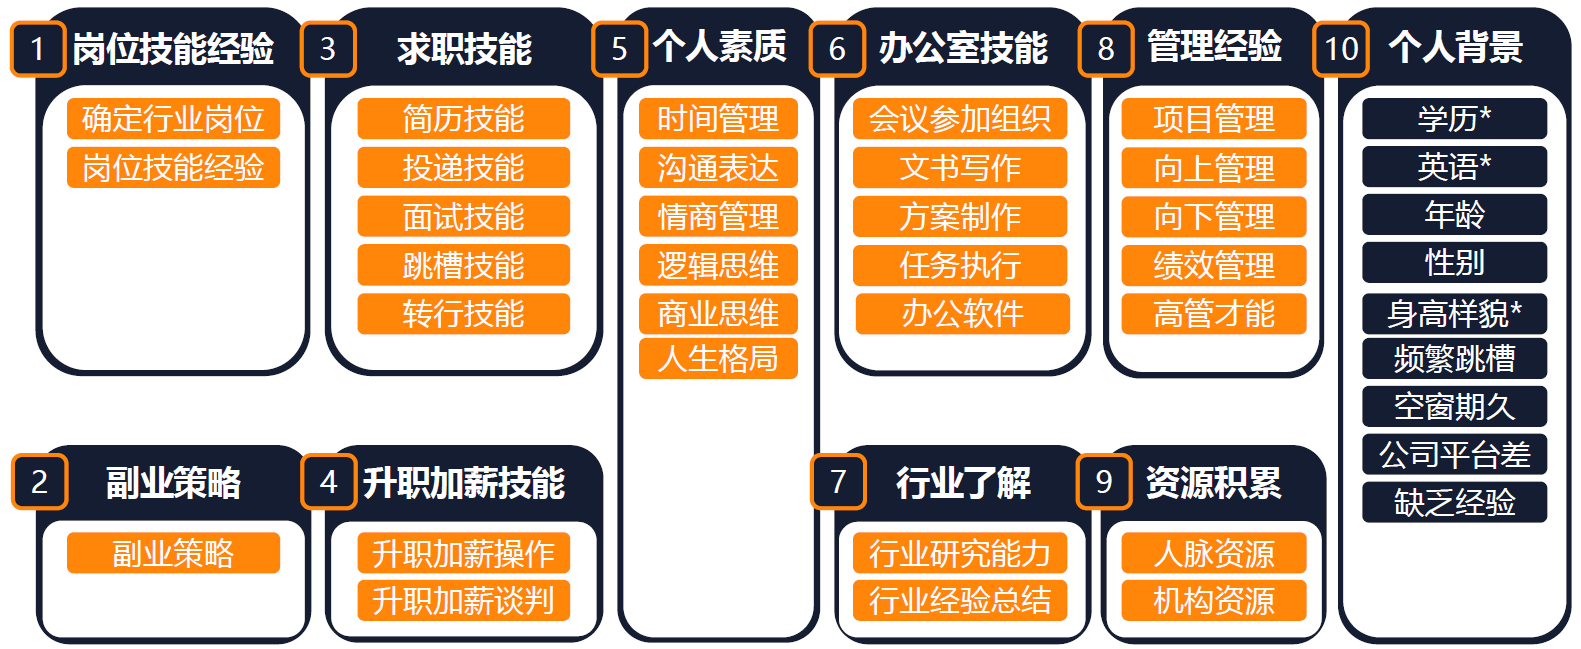 1
岗位技能经验
确定行业岗位
岗位技能经验
2
副业策略
副业策略
3
求职技能
简历技能
投递技能
面试技能
跳槽技能
转行技能
4
升职加薪技能
升职加薪操作
升职加薪谈判
5
个人素质
时间管理
沟通表达
情商管理
逻辑思维
商业思维
人生格局
6
办公室技能
会议参加组织
文书写作
方案制作
任务执行
办公软件
7
行业了解
行业研究能力
行业经验总结
8
管理经验
项目管理
向上管理
向下管理
绩效管理
高管才能
9
资源积累
人脉资源
机构资源
10
个人背景
学历*
英语*
年龄
性别
身高样貌*
频繁跳槽
空窗期久
公司平台差
缺乏经验